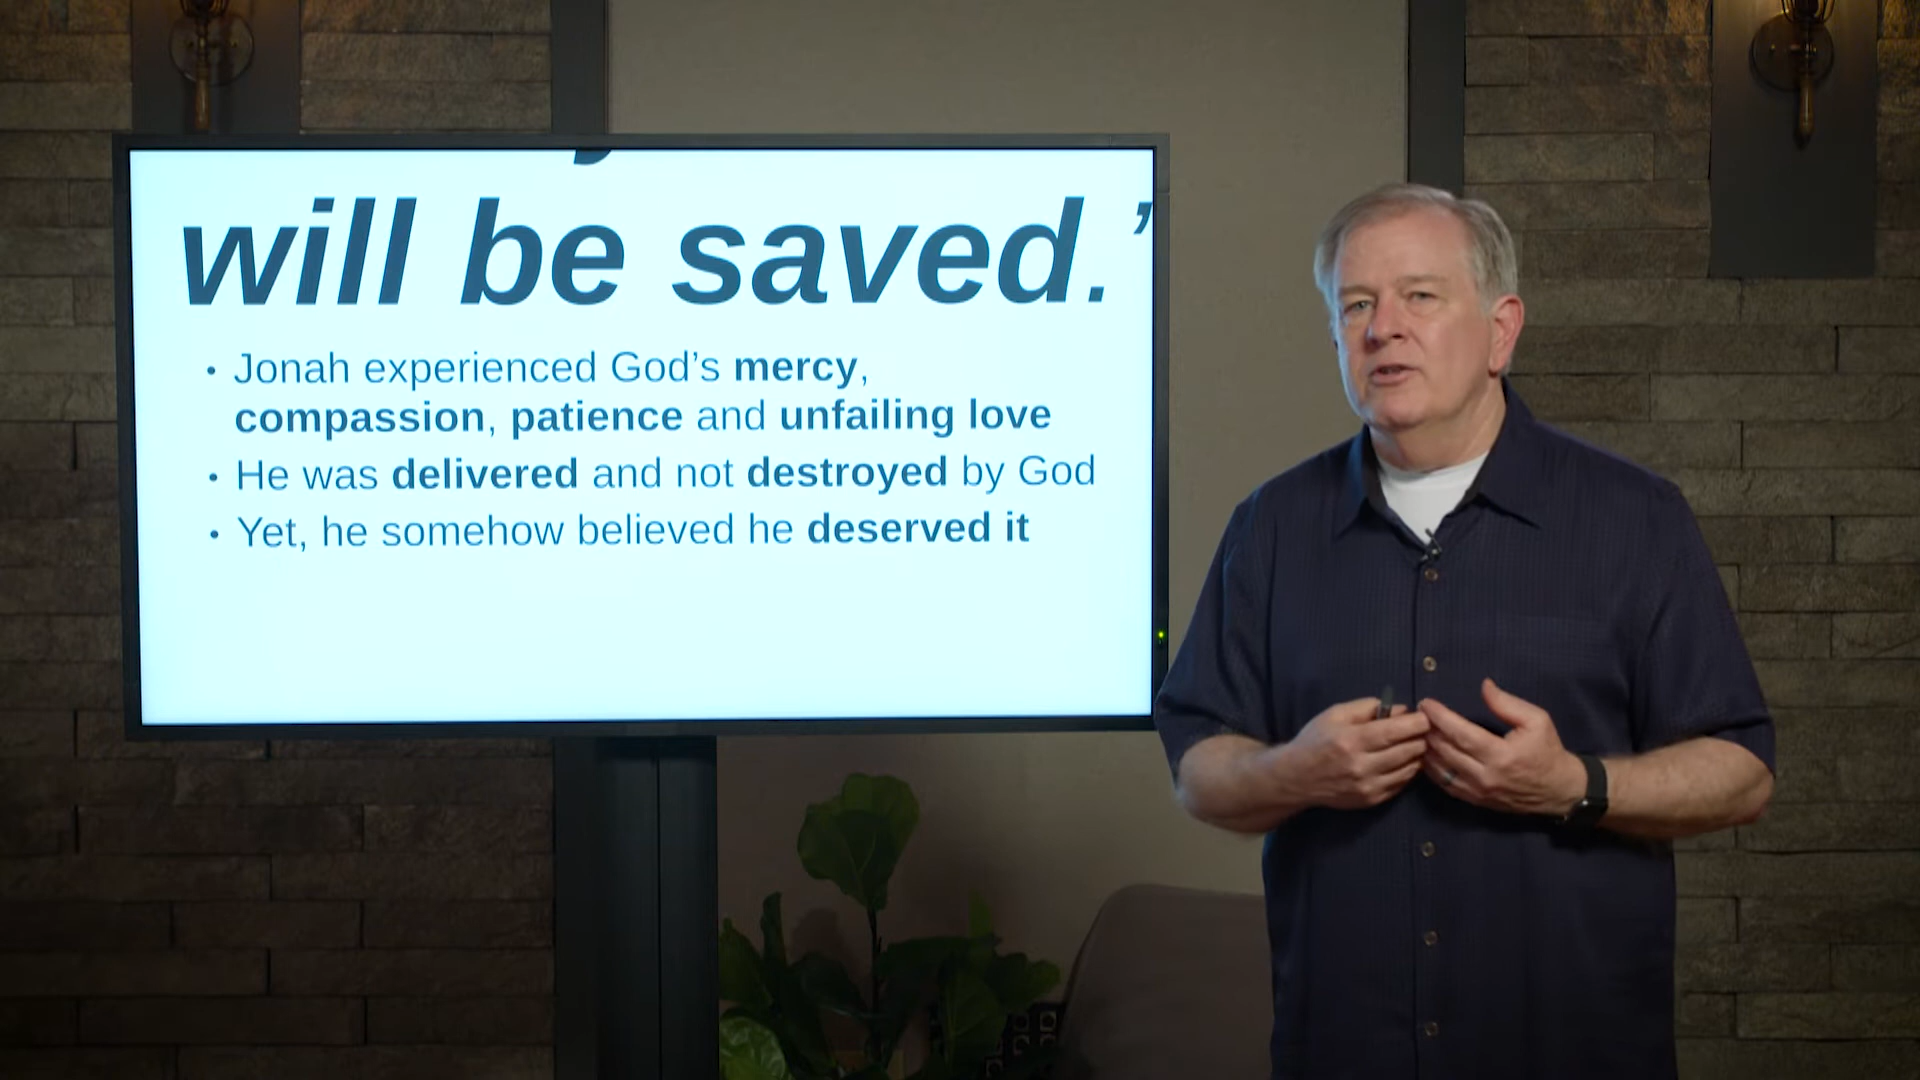 will be saved.’
• Jonah experienced God’s mercy,
compassion, patience and unfailing love
• He was delivered and not destroyed by God
• Yet, he somehow believed he deserved it